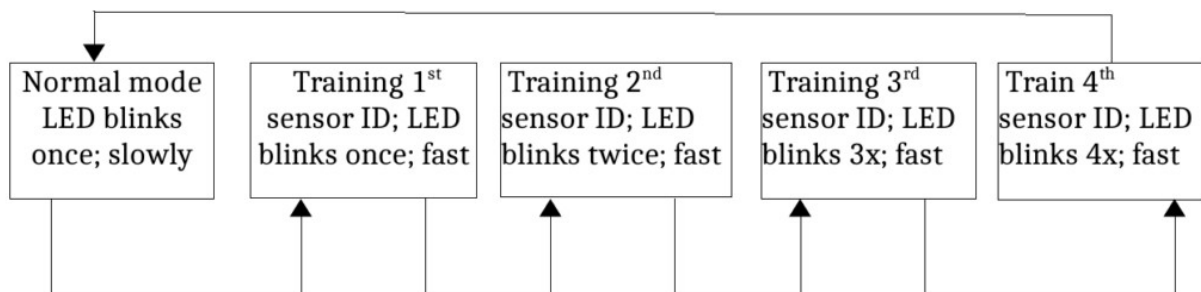 Normal mode
LED blinks
once; slowly
Training 1st
sensor ID; LED
blinks once; fast
Training 2nd
sensor ID; LED
blinks twice; fast
Training 3rd
sensor ID; LED
blinks 3x; fast
Train 4th
sensor ID; LED
blinks 4x; fast